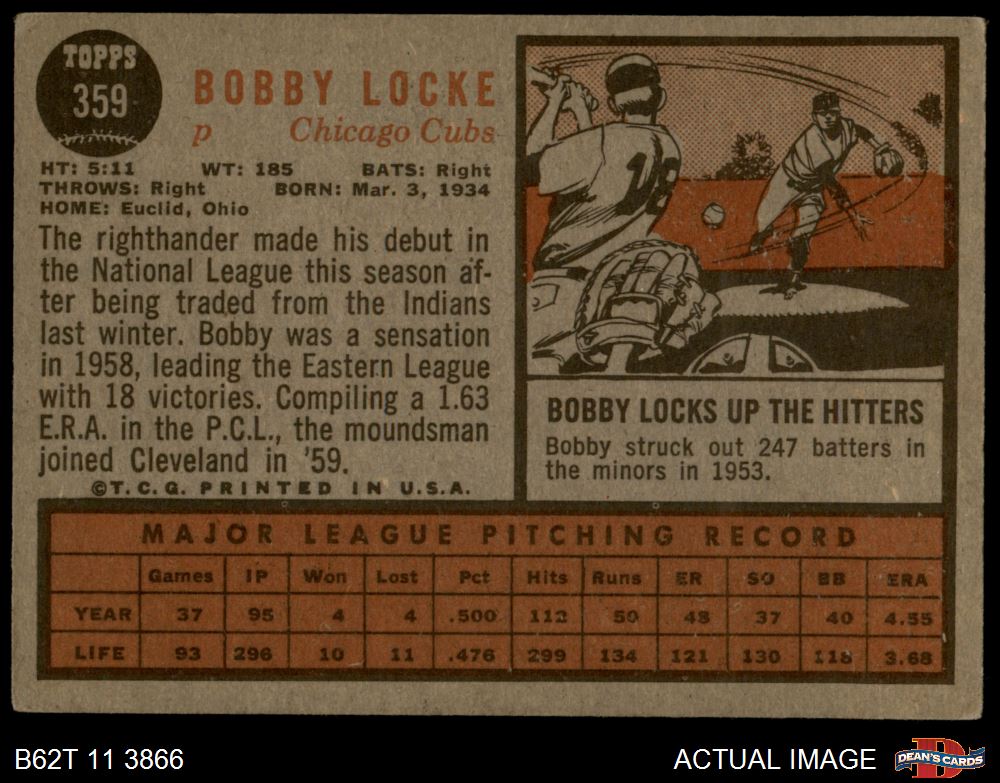 TOPPS
359
BOBBY LOCKE
p Chicago Cubs
HT: 5:11 WT: 185 BATS: Right
THROWS: Right BORN: Mar. 3, 1934
HOME: Euclid, Ohio
The righthander made his debut in
the National League this season af-
ter being traded from the Indians
last winter. Bobby was a sensation
in 1958, leading the Eastern League
with 18 victories. Compiling a 1.63
E.R.A. in the P.C.L., the moundsman
joined Cleveland in '59.
©T.C.G. PRINTED IN U.S.A.
18
BOBBY LOCKS UP THE HITTERS
Bobby struck out 247 batters in
the minors in 1953.
MAJOR LEAGUE PITCHING RECORD
Games IP Won Lost Pct Hits Runs ER SO BB ERA
YEAR 37 95 4 4 .500 112 50 48 37 40 4.55
LIFE 93 296 10 11 .476 299 134 121 130 118 3.68
B62T 11 3866
ACTUAL IMAGE
D
DEAN'S CARDS